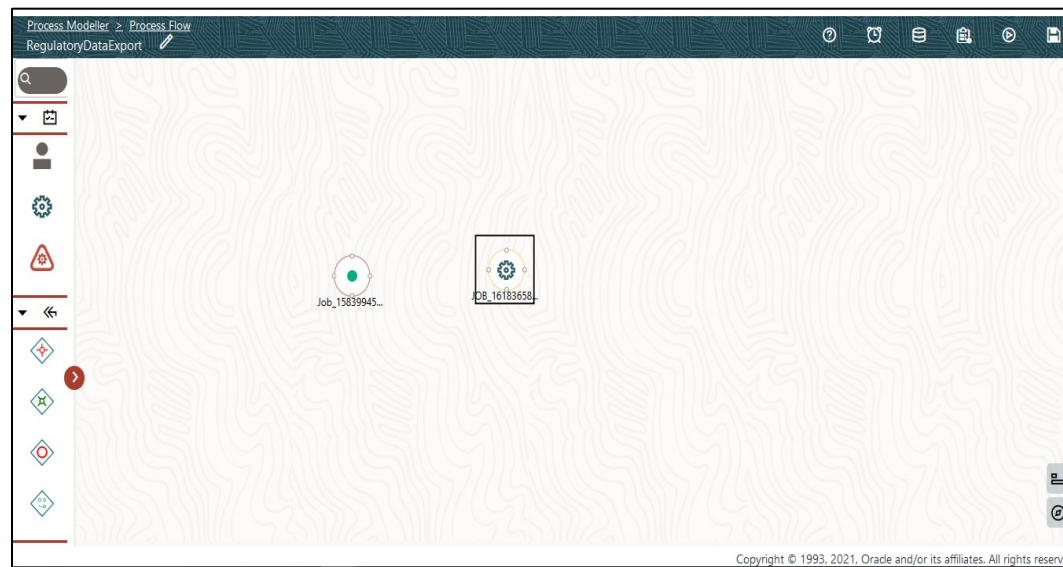 Process Modeller > Process Flow
RegulatoryDataExport
Job_15839945...
JOB_16183658...
Copyright © 1993, 2021, Oracle and/or its affiliates. All rights reserv